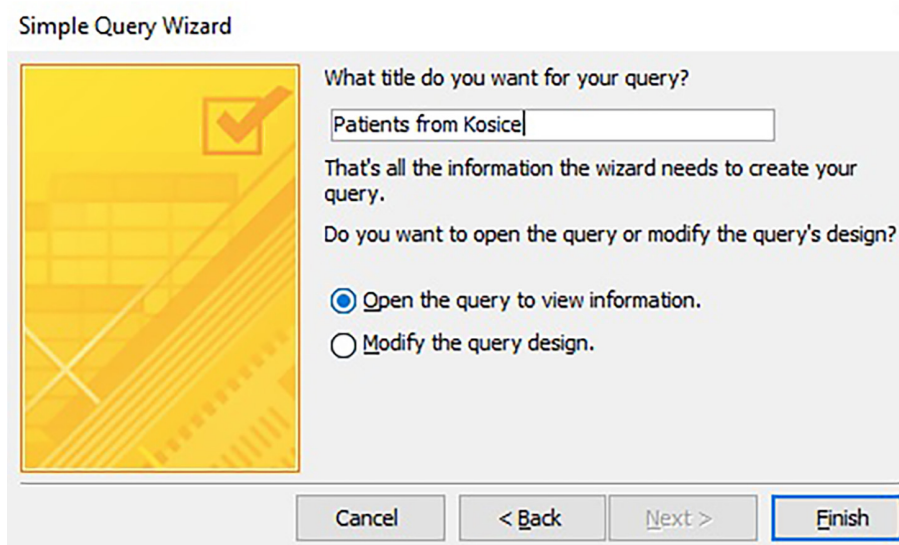 Simple Query Wizard
What title do you want for your query?
Patients from Kosice
That's all the information the wizard needs to create your
query.
Do you want to open the query or modify the query's design?
Open the query to view information.
Modify the query design.
Cancel < Back Next > Finish